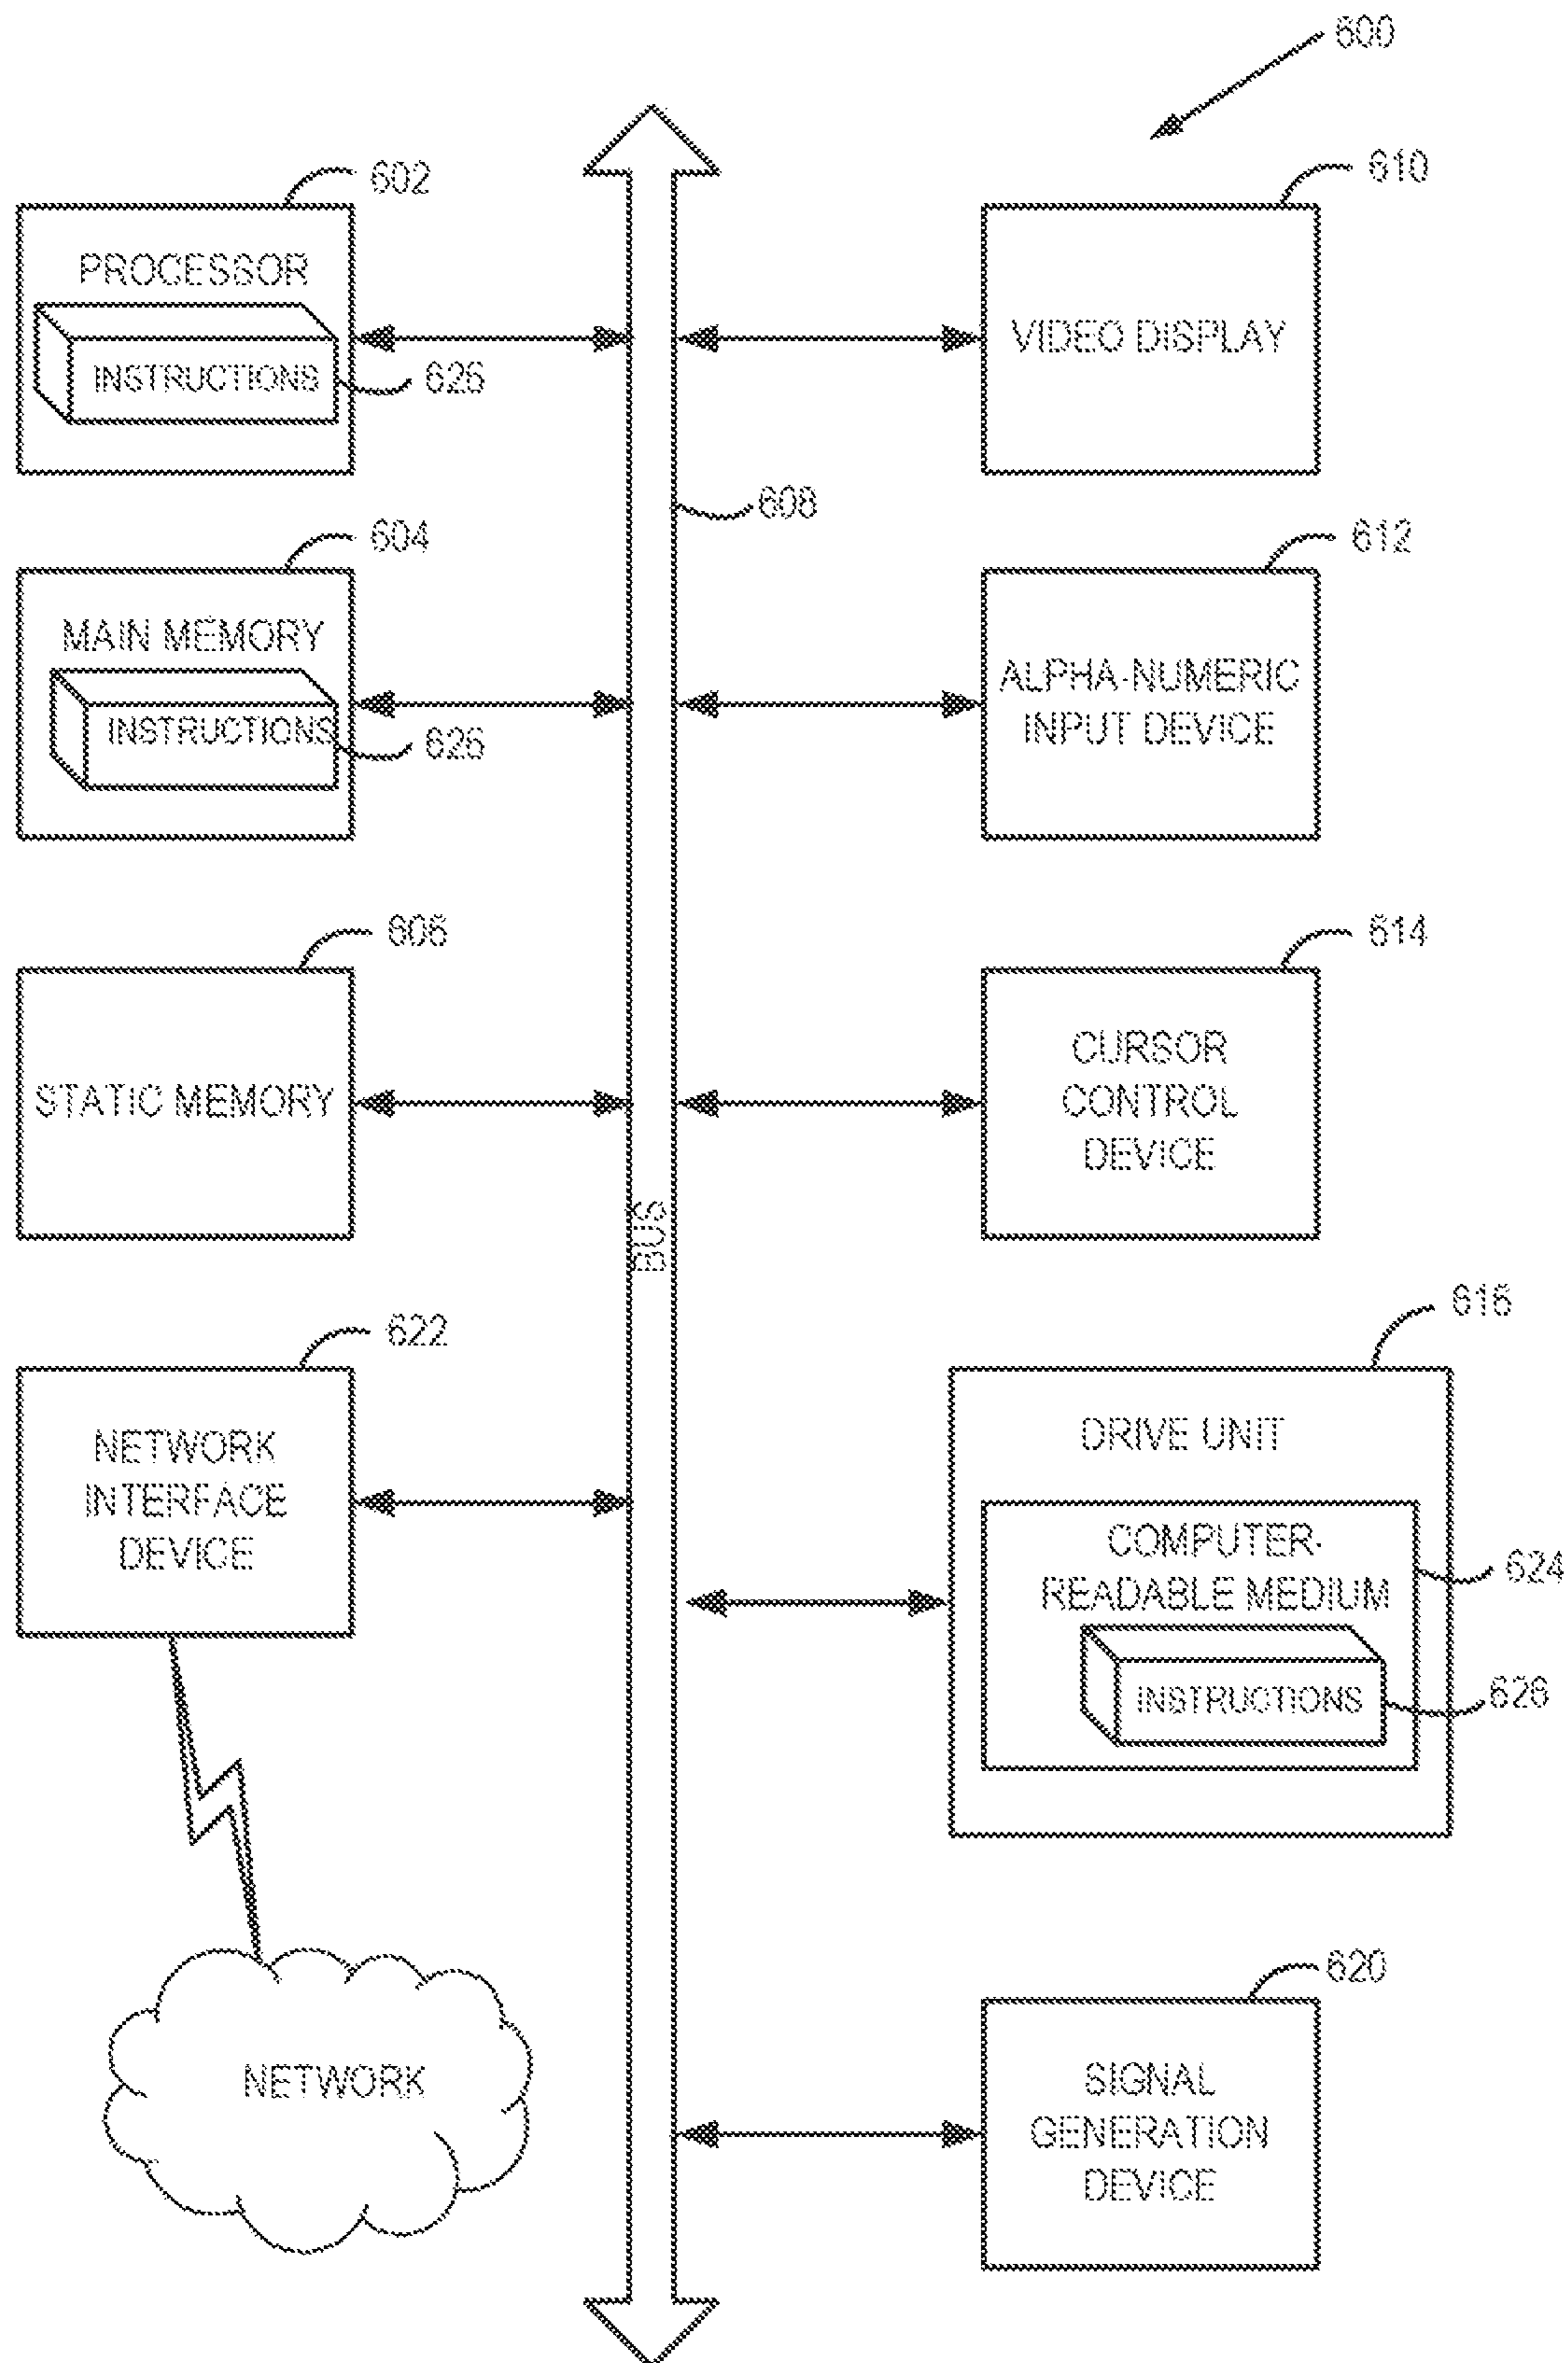 600
602
PROCESSOR
INSTRUCTIONS
626
610
VIDEO DISPLAY
608
604
MAIN MEMORY
INSTRUCTIONS
626
612
ALPHA-NUMERIC
INPUT DEVICE
606
STATIC MEMORY
614
CURSOR
CONTROL
DEVICE
BUS
622
NETWORK
INTERFACE
DEVICE
616
DRIVE UNIT
COMPUTER-
READABLE MEDIUM
624
INSTRUCTIONS
626
NETWORK
620
SIGNAL
GENERATION
DEVICE